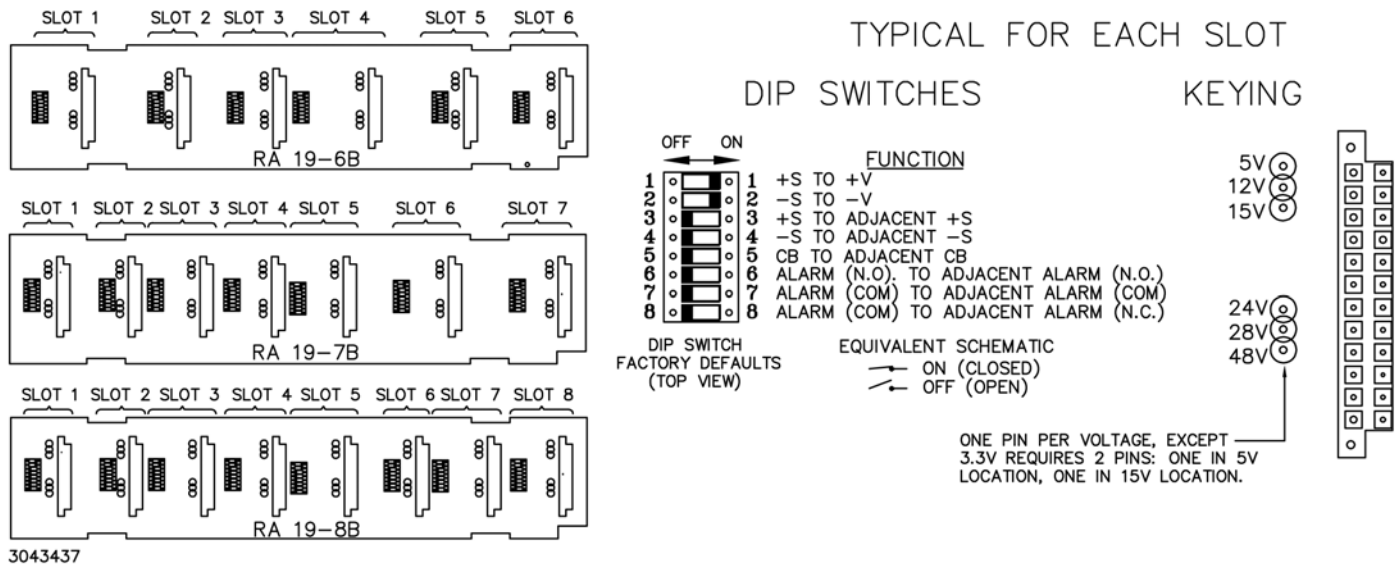 SLOT 1 SLOT 2 SLOT 3 SLOT 4 SLOT 5 SLOT 6
RA 19-6B
SLOT 1 SLOT 2 SLOT 3 SLOT 4 SLOT 5 SLOT 6 SLOT 7
RA 19-7B
SLOT 1 SLOT 2 SLOT 3 SLOT 4 SLOT 5 SLOT 6 SLOT 7 SLOT 8
RA 19-8B
3043437
TYPICAL FOR EACH SLOT
DIP SWITCHES
OFF ON
FUNCTION
1 1 +S TO +V
2 2 -S TO -V
3 3 +S TO ADJACENT +S
4 4 -S TO ADJACENT -S
5 5 CB TO ADJACENT CB
6 6 ALARM (N.O). TO ADJACENT ALARM (N.O.)
7 7 ALARM (COM) TO ADJACENT ALARM (COM)
8 8 ALARM (COM) TO ADJACENT ALARM (N.C.)
DIP SWITCH
FACTORY DEFAULTS
(TOP VIEW)
EQUIVALENT SCHEMATIC
ON (CLOSED)
OFF (OPEN)
KEYING
5V
12V
15V
24V
28V
48V
ONE PIN PER VOLTAGE, EXCEPT
3.3V REQUIRES 2 PINS: ONE IN 5V
LOCATION, ONE IN 15V LOCATION.